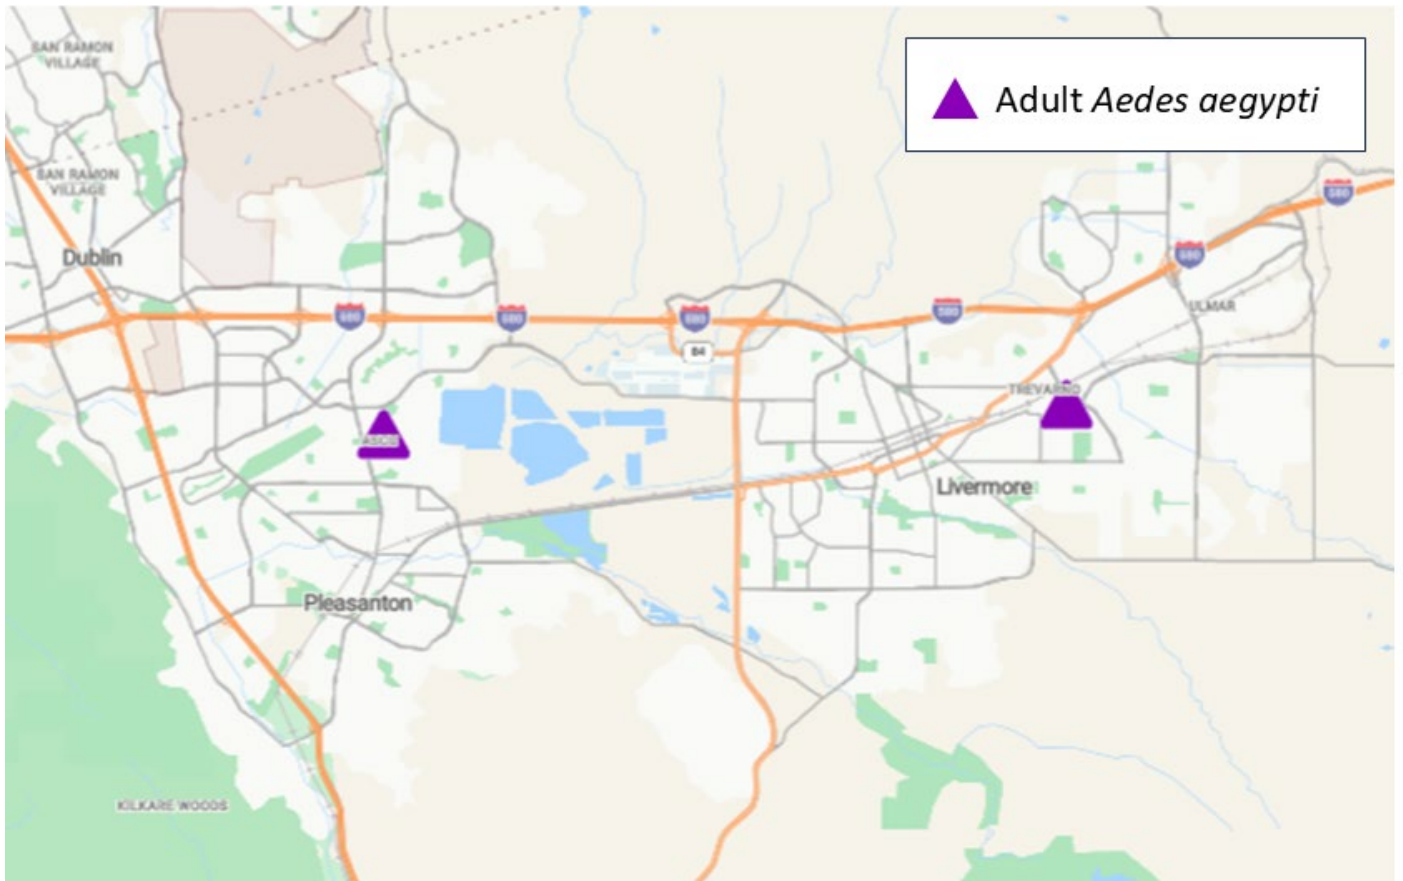 SAN RAMON
VILLAGE
Adult Aedes aegypti
SAN RAMON
VILLAGE
580
Dublin
580
580
580
580
580
ULMAR
84
TREVARNO
Livermore
Pleasanton
KILKARE WOODS